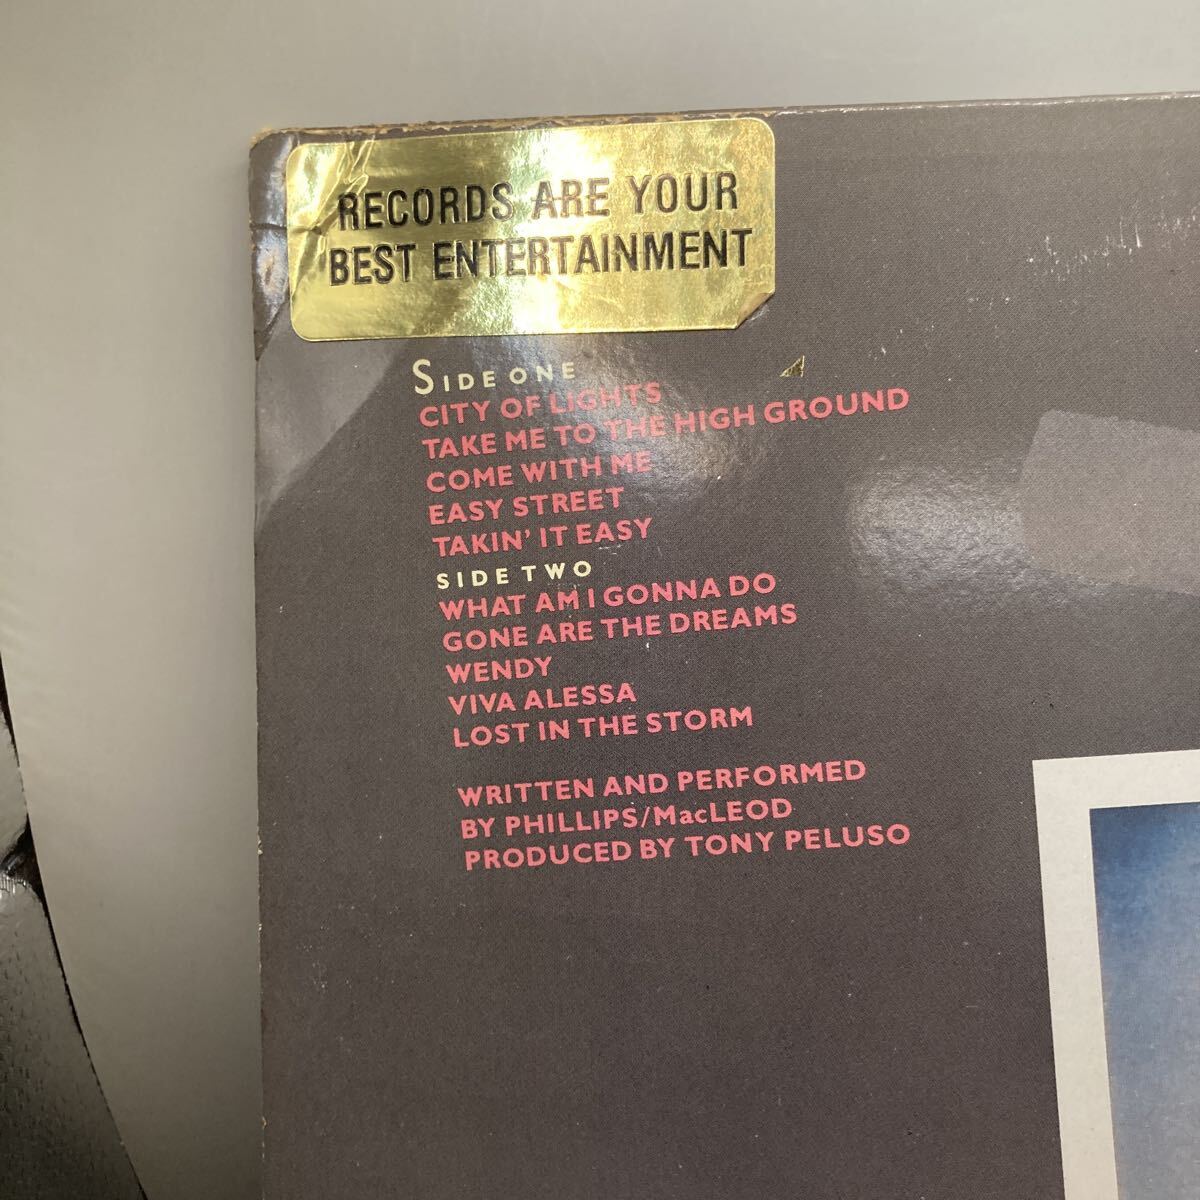 RECORDS ARE YOUR
BEST ENTERTAINMENT
SIDE ONE
CITY OF LIGHTS
TAKE ME TO THE HIGH GROUND
COME WITH ME
EASY STREET
TAKIN' IT EASY
SIDE TWO
WHAT AM I GONNA DO
GONE ARE THE DREAMS
WENDY
VIVA ALESSA
LOST IN THE STORM
WRITTEN AND PERFORMED
BY PHILLIPS/MacLEOD
PRODUCED BY TONY PELUSO